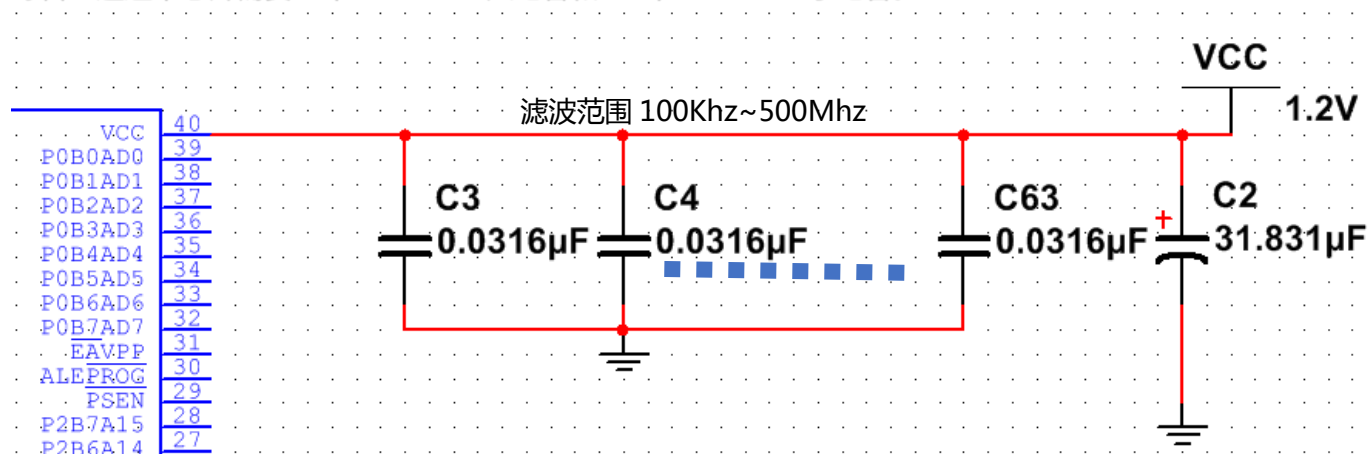 VCC
1.2V
滤波范围 100Khz~500Mhz
VCC 40
P0B0AD0 39
P0B1AD1 38
P0B2AD2 37
P0B3AD3 36
P0B4AD4 35
P0B5AD5 34
P0B6AD6 33
P0B7AD7 32
EAVPP 31
ALEPROG 30
PSEN 29
P2B7A15 28
P2B6A14 27
C3
0.0316µF
C4
0.0316µF
C63
0.0316µF
C2
+
31.831µF